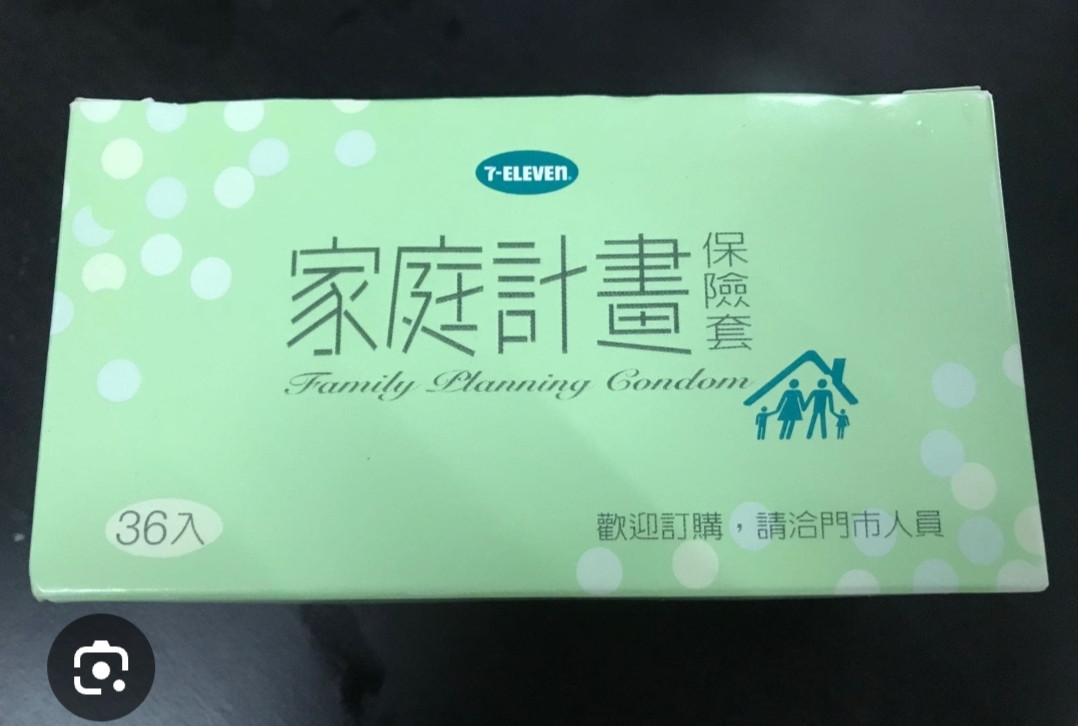 7-ELEVEN.
家庭計畫保險套
Family Planning Condom
36入
歡迎訂購，請洽門市人員